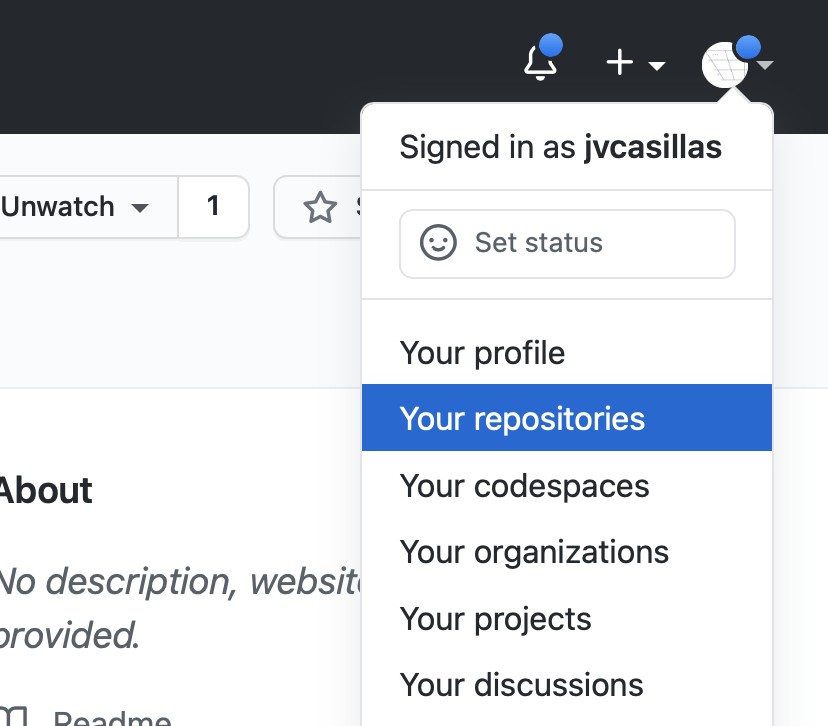 Signed in as jvcasillas
Unwatch
1
Set status
Your profile
Your repositories
Your codespaces
Your organizations
Your projects
Your discussions
About
No description, website
provided.
Readme